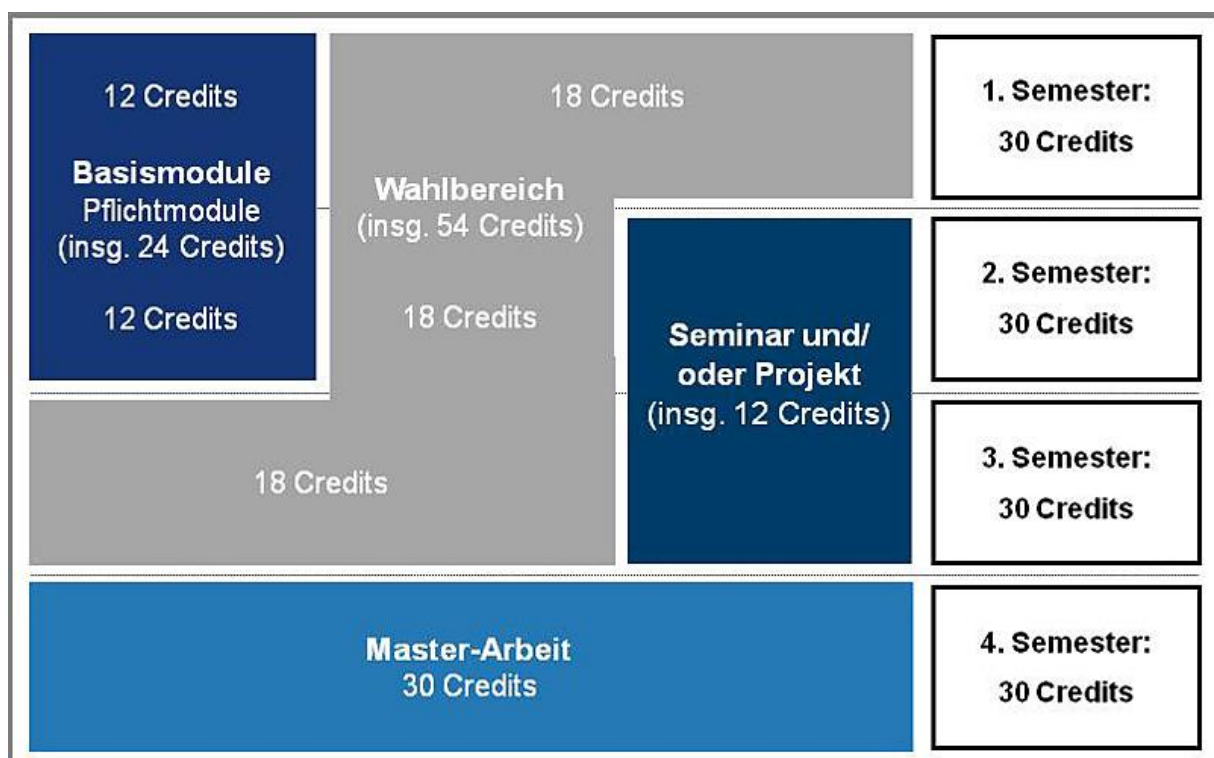 12 Credits
Basismodule
Pflichtmodule
(insg. 24 Credits)
12 Credits
18 Credits
Wahlbereich
(insg. 54 Credits)
18 Credits
18 Credits
Seminar und/
oder Projekt
(insg. 12 Credits)
Master-Arbeit
30 Credits
1. Semester:
30 Credits
2. Semester:
30 Credits
3. Semester:
30 Credits
4. Semester:
30 Credits